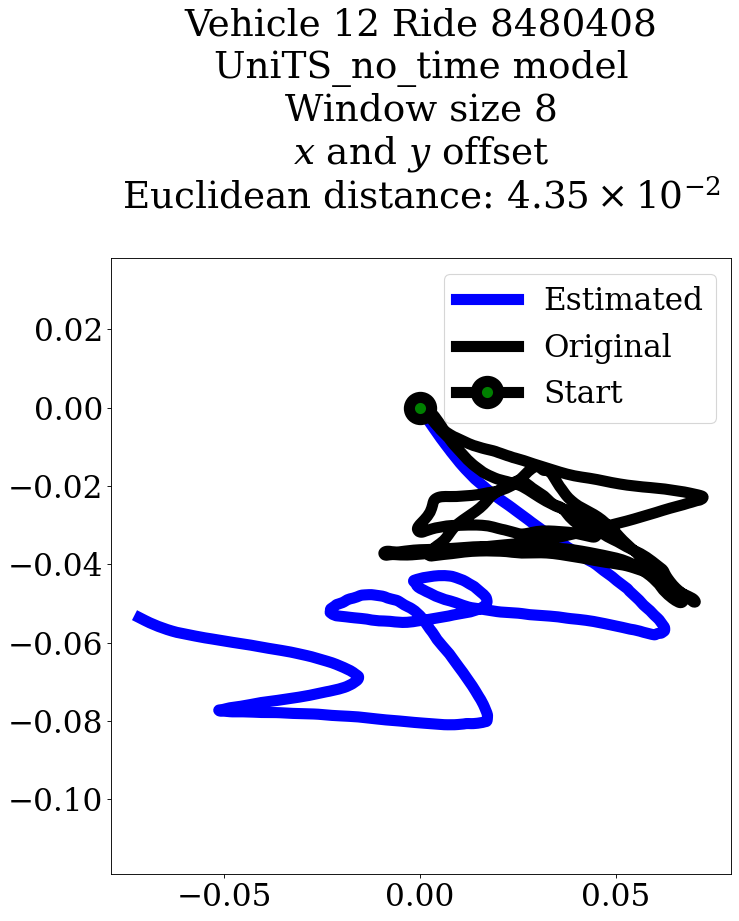 Vehicle 12 Ride 8480408
UniTS_no_time model
Window size 8
x and y offset
Euclidean distance: 4.35 × 10⁻²
Estimated
Original
Start
0.02
0.00
−0.02
−0.04
−0.06
−0.08
−0.10
−0.05 0.00 0.05